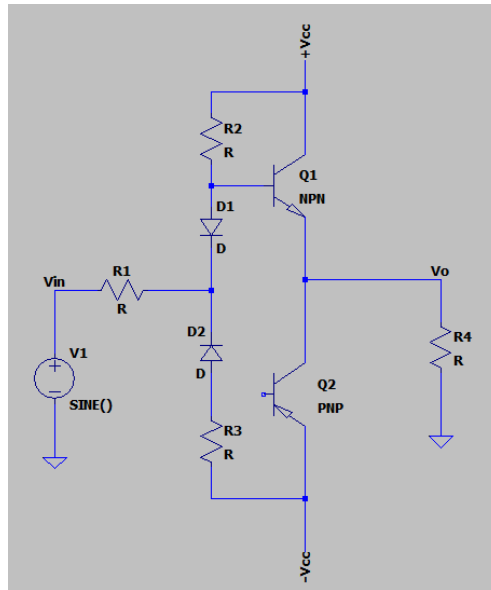 +Vcc
R2
R
Q1
NPN
D1
D
Vin
R1
R
Vo
D2
D
R4
R
V1
SINE()
Q2
PNP
R3
R
-Vcc